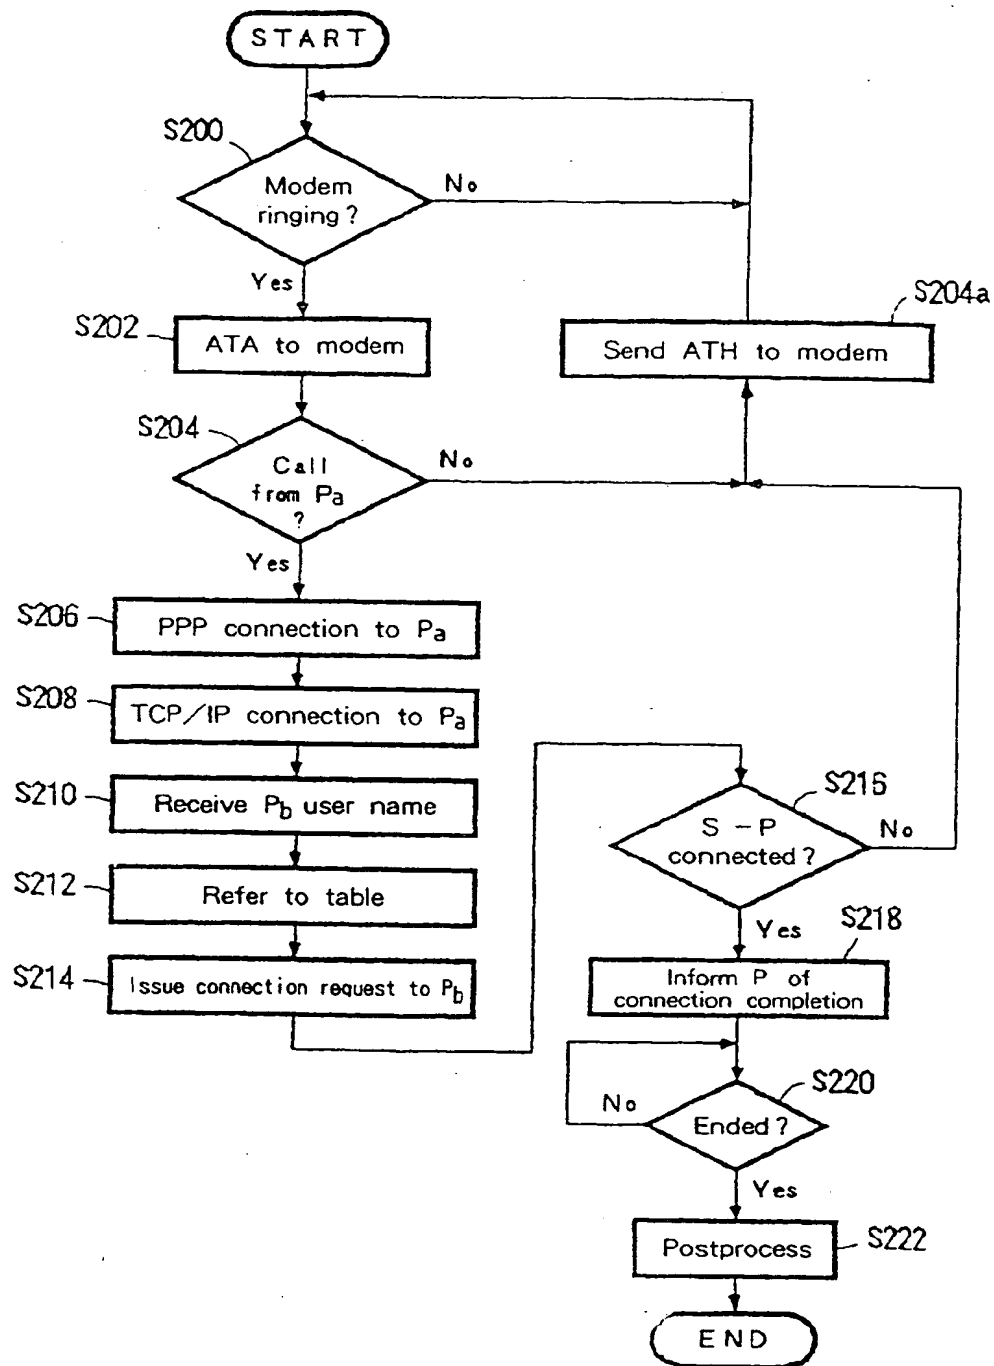 START
S200
Modem
ringing?
No
Yes
S202
ATA to modem
S204a
Send ATH to modem
S204
Call
from Pa
?
No
Yes
S206
PPP connection to Pa
S208
TCP/IP connection to Pa
S210
Receive Pb user name
S212
Refer to table
S214
Issue connection request to Pb
S216
S - P
connected?
No
Yes
S218
Inform P of
connection completion
S220
Ended?
No
Yes
S222
Postprocess
END